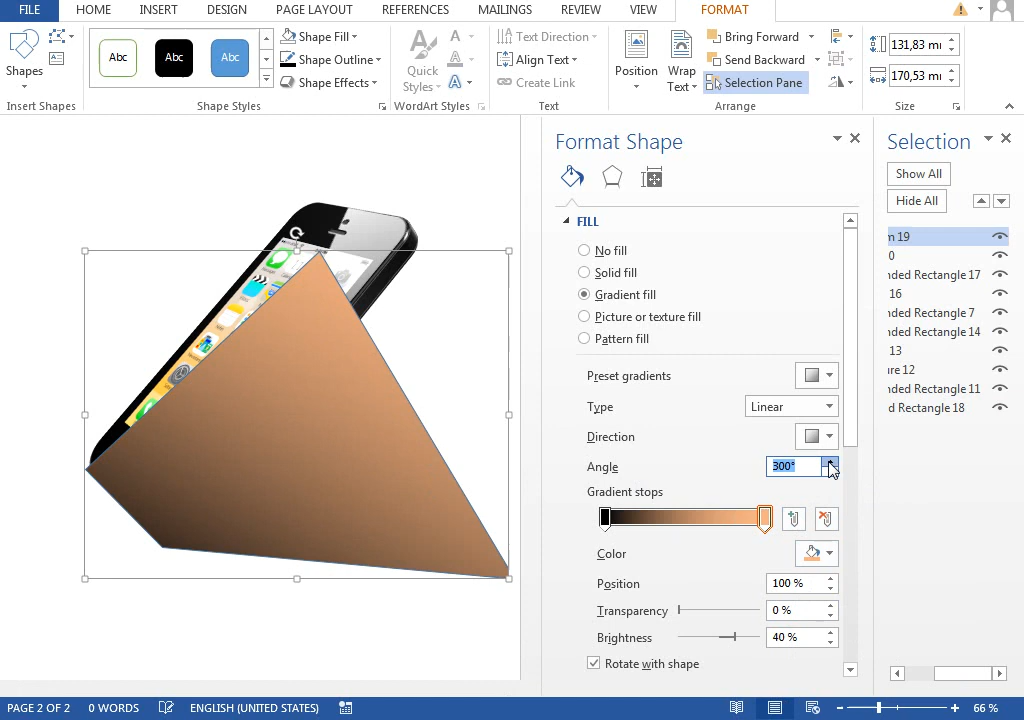 FILE HOME INSERT DESIGN PAGE LAYOUT REFERENCES MAILINGS REVIEW VIEW FORMAT
Shapes
Insert Shapes
Abc Abc Abc
Shape Fill
Shape Outline
Shape Effects
Shape Styles
Quick
Styles
WordArt Styles
Text Direction
Align Text
Create Link
Text
Position
Wrap
Text
Bring Forward
Send Backward
Selection Pane
Arrange
131,83 m
170,53 m
Size
Format Shape
FILL
No fill
Solid fill
Gradient fill
Picture or texture fill
Pattern fill
Preset gradients
Type Linear
Direction
Angle 300°
Gradient stops
Color
Position 100 %
Transparency 0 %
Brightness 40 %
Rotate with shape
Selection
Show All
Hide All
m 19
0
nded Rectangle 17
16
nded Rectangle 7
nded Rectangle 14
13
are 12
nded Rectangle 11
d Rectangle 18
PAGE 2 OF 2 0 WORDS ENGLISH (UNITED STATES) 66 %